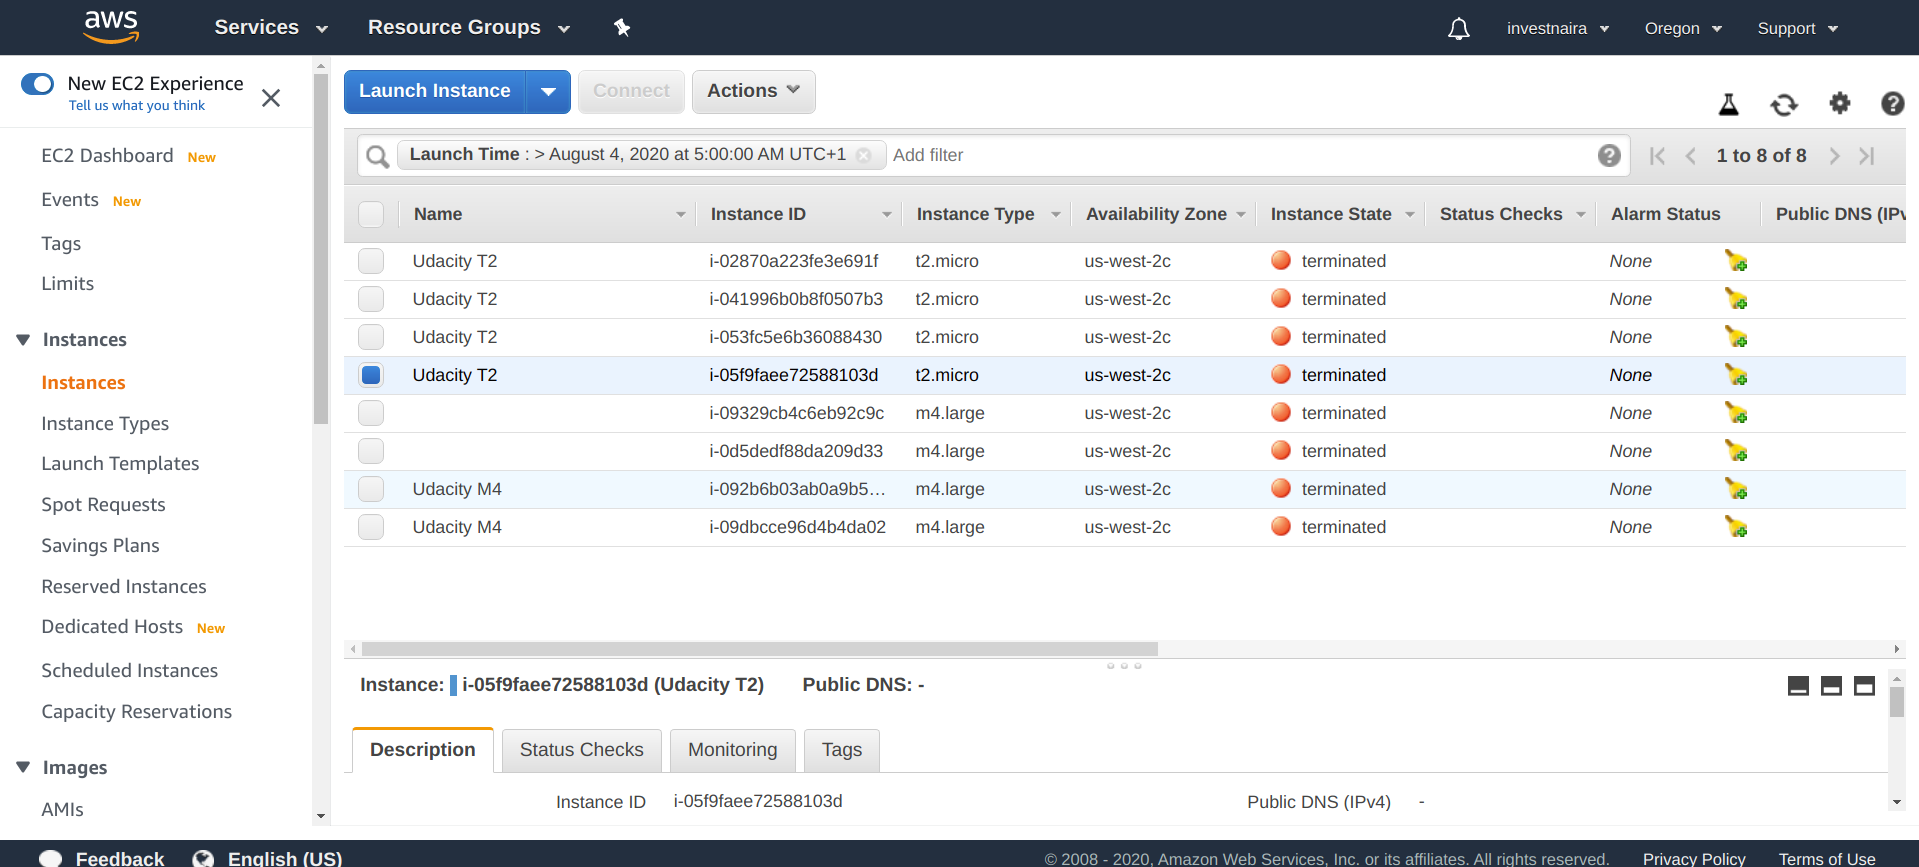 aws
Services
Resource Groups
investnaira
Oregon
Support
New EC2 Experience
Tell us what you think
EC2 Dashboard New
Events New
Tags
Limits
Instances
Instances
Instance Types
Launch Templates
Spot Requests
Savings Plans
Reserved Instances
Dedicated Hosts New
Scheduled Instances
Capacity Reservations
Images
AMIs
Launch Instance
Connect
Actions
Launch Time : > August 4, 2020 at 5:00:00 AM UTC+1
Add filter
1 to 8 of 8
Name Instance ID Instance Type Availability Zone Instance State Status Checks Alarm Status Public DNS (IPv
Udacity T2 i-02870a223fe3e691f t2.micro us-west-2c terminated None
Udacity T2 i-041996b0b8f0507b3 t2.micro us-west-2c terminated None
Udacity T2 i-053fc5e6b36088430 t2.micro us-west-2c terminated None
Udacity T2 i-05f9faee72588103d t2.micro us-west-2c terminated None
i-09329cb4c6eb92c9c m4.large us-west-2c terminated None
i-0d5dedf88da209d33 m4.large us-west-2c terminated None
Udacity M4 i-092b6b03ab0a9b5… m4.large us-west-2c terminated None
Udacity M4 i-09dbcce96d4b4da02 m4.large us-west-2c terminated None
Instance: i-05f9faee72588103d (Udacity T2) Public DNS: -
Description Status Checks Monitoring Tags
Instance ID i-05f9faee72588103d Public DNS (IPv4) -
Feedback English (US) © 2008 - 2020, Amazon Web Services, Inc. or its affiliates. All rights reserved. Privacy Policy Terms of Use